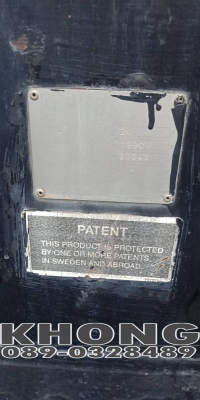 PATENT
THIS PRODUCT IS PROTECTED
BY ONE OR MORE PATENTS
IN SWEDEN AND ABROAD.
KHONG
089-0328489